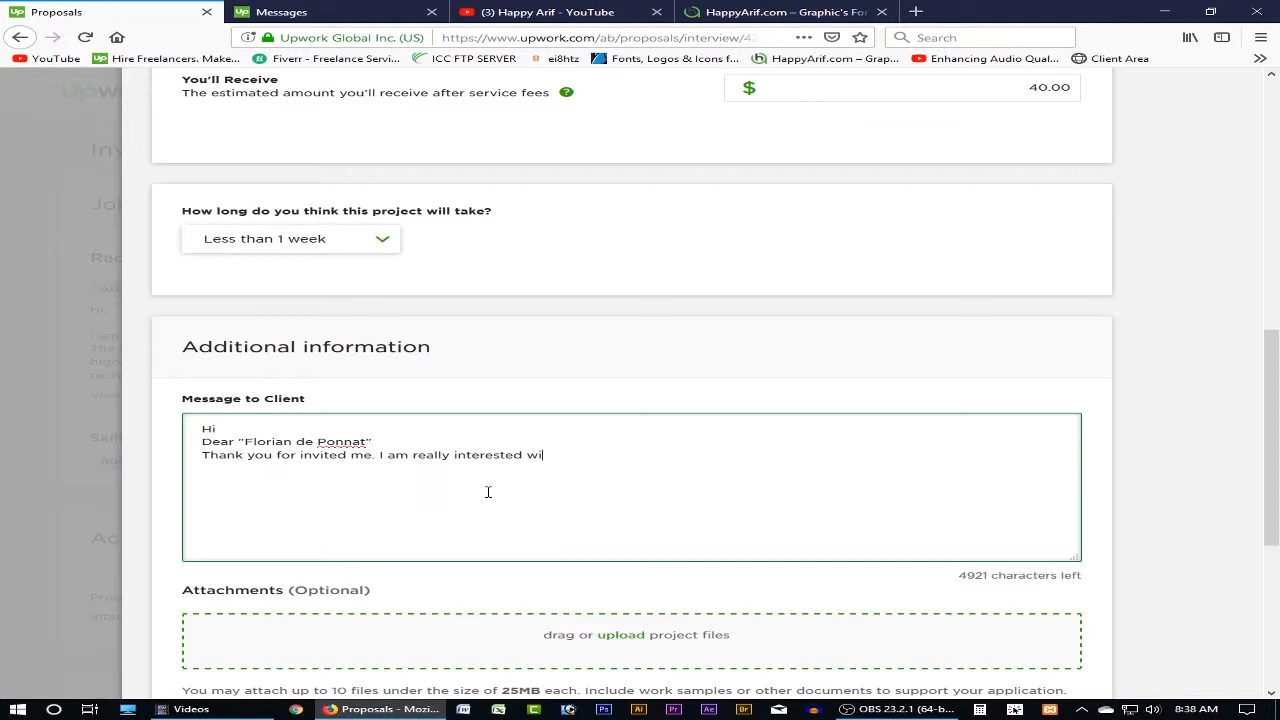 Proposals
Messages
(3) Happy Arif - YouTube
HappyArif.com – Graphic's For
Upwork Global Inc. (US)
https://www.upwork.com/ab/proposals/interview/4
Search
YouTube
Hire Freelancers. Make...
Fiverr - Freelance Servi...
ICC FTP SERVER
ei8htz
Fonts, Logos & Icons f...
HappyArif.com – Grap...
Enhancing Audio Qual...
Client Area
You'll Receive
The estimated amount you'll receive after service fees
$ 40.00
How long do you think this project will take?
Less than 1 week
Additional information
Message to Client
Hi
Dear "Florian de Ponnat"
Thank you for invited me. I am really interested wi
4921 characters left
Attachments (Optional)
drag or upload project files
You may attach up to 10 files under the size of 25MB each. Include work samples or other documents to support your application.
Videos
Proposals - Mozi...
OBS 23.2.1 (64-b...
8:38 AM